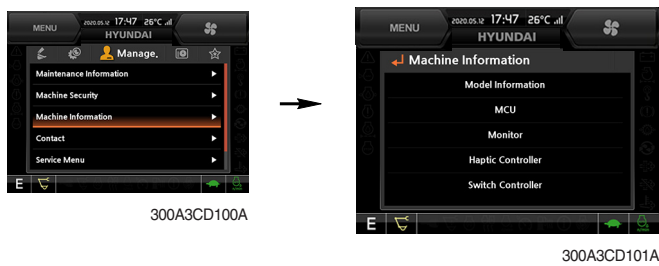 MENU
2020.05.12 17:47 26°C
HYUNDAI
Manage.
Maintenance Information
Machine Security
Machine Information
Contact
Service Menu
E
300A3CD100A
MENU
2020.05.12 17:47 26°C
HYUNDAI
Machine Information
Model Information
MCU
Monitor
Haptic Controller
Switch Controller
E
300A3CD101A